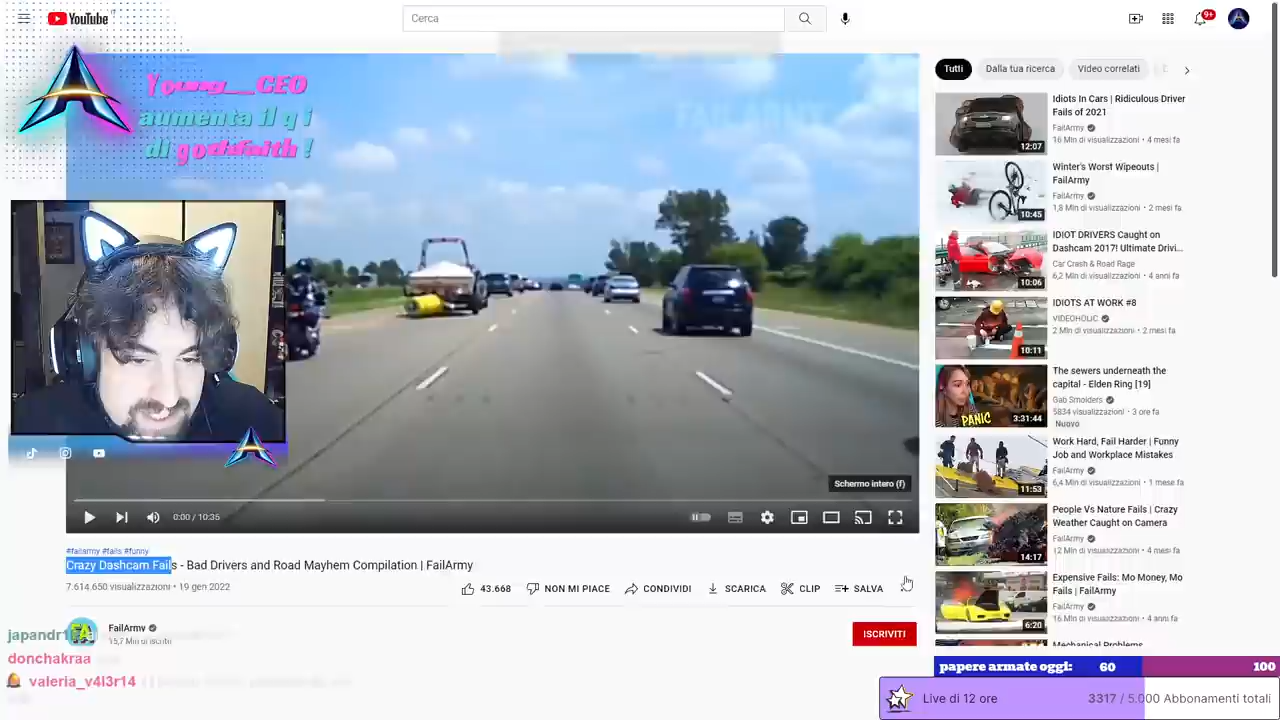 YouTube
Cerca
9+
Young__CEO
aumenta il q i
di
Tutti
Dalla tua ricerca
Video correlati
Idiots In Cars | Ridiculous Driver
Fails of 2021
FailArmy
16 Mln di visualizzazioni • 4 mesi fa
12:07
Winter's Worst Wipeouts |
FailArmy
FailArmy
1,8 Mln di visualizzazioni • 2 mesi fa
10:45
IDIOT DRIVERS Caught on
Dashcam 2017! Ultimate Drivi...
Car Crash & Road Rage
6,2 Mln di visualizzazioni • 4 anni fa
10:06
IDIOTS AT WORK #8
VIDEOHOLIC
2 Mln di visualizzazioni • 2 mesi fa
10:11
The sewers underneath the
capital - Elden Ring [19]
Gab Smolders
5834 visualizzazioni • 3 ore fa
Nuovo
PANIC
3:31:44
Work Hard, Fail Harder | Funny
Job and Workplace Mistakes
FailArmy
6,4 Mln di visualizzazioni • 1 mese fa
11:53
People Vs Nature Fails | Crazy
Weather Caught on Camera
FailArmy
12 Mln di visualizzazioni • 4 mesi fa
14:17
Expensive Fails: Mo Money, Mo
Fails | FailArmy
FailArmy
16 Mln di visualizzazioni • 4 mesi fa
6:20
Mechanical Problems
Schermo intero (f)
0:00 / 10:35
#failarmy #fails #funny
Crazy Dashcam Fails - Bad Drivers and Road Mayhem Compilation | FailArmy
7.614.650 visualizzazioni • 19 gen 2022
43.668
NON MI PIACE
CONDIVIDI
SCARICA
CLIP
SALVA
FailArmy
15,7 Mln di iscritti
ISCRIVITI
donchakraa
valeria_v4l3r14
papere armate oggi: 60 100
Live di 12 ore 3317 / 5.000 Abbonamenti totali